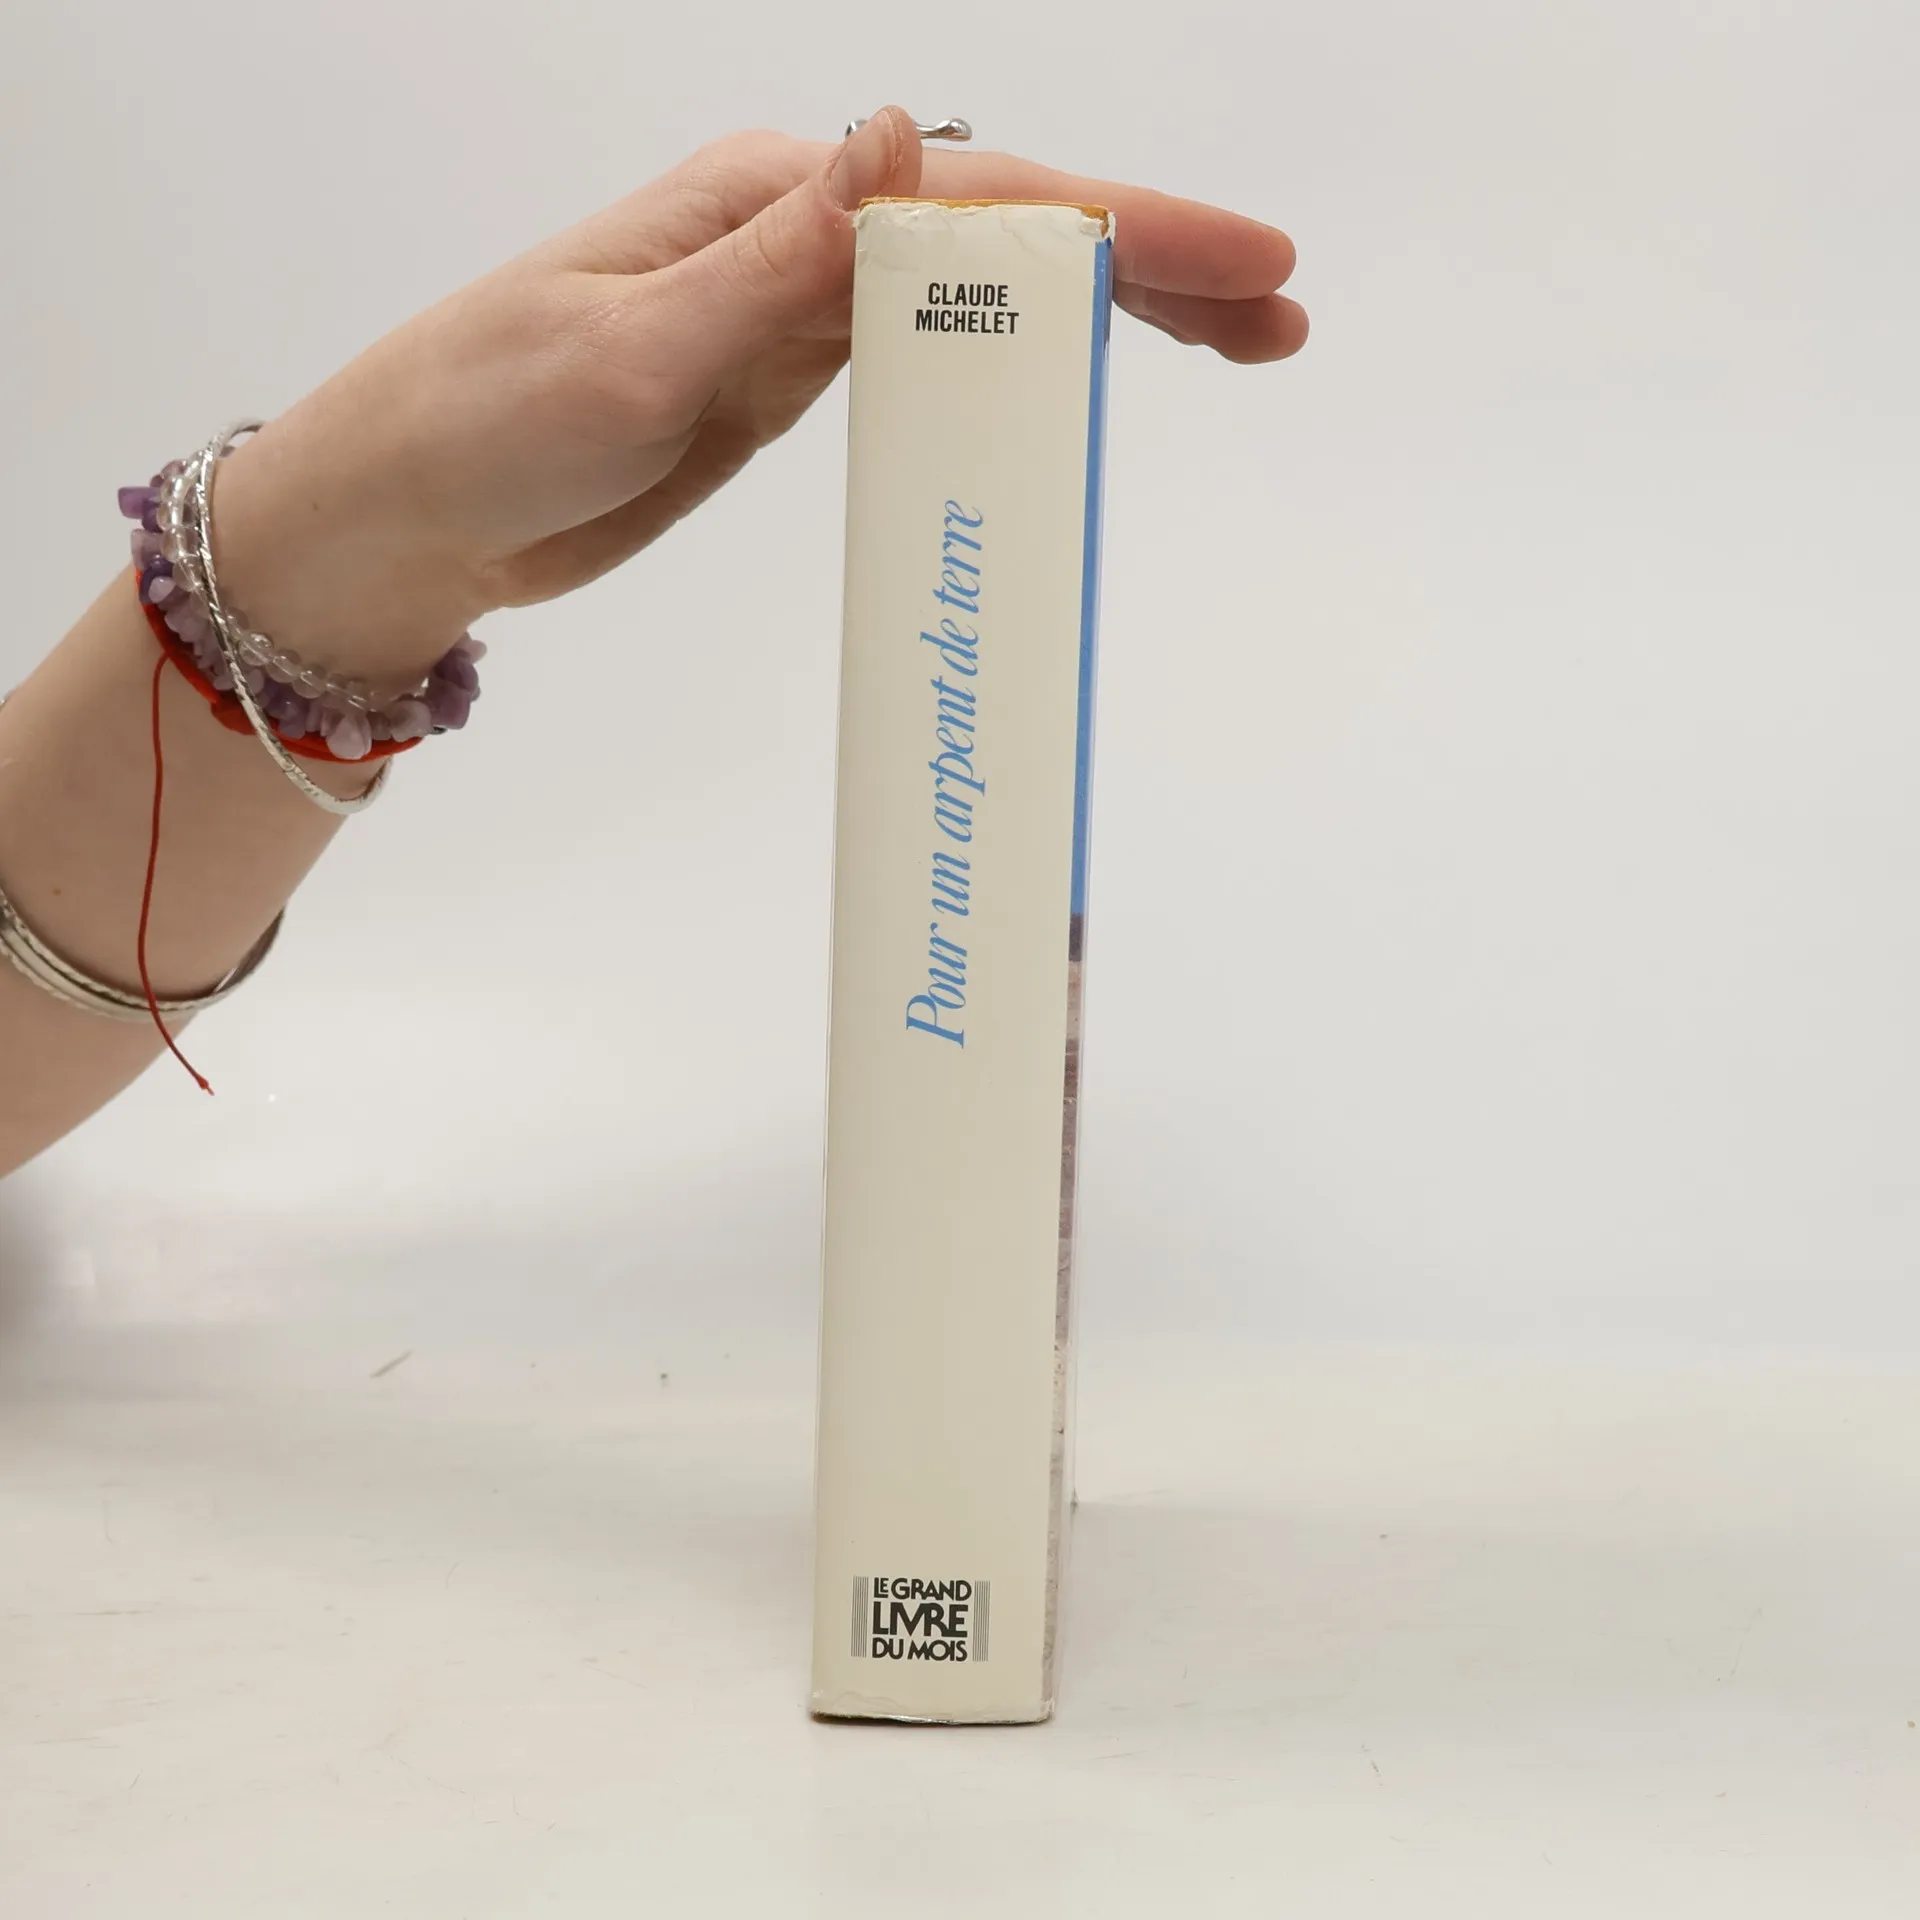 CLAUDE
MICHELET
Pour un arpent de terre
LE GRAND
LIVRE
DU MOIS